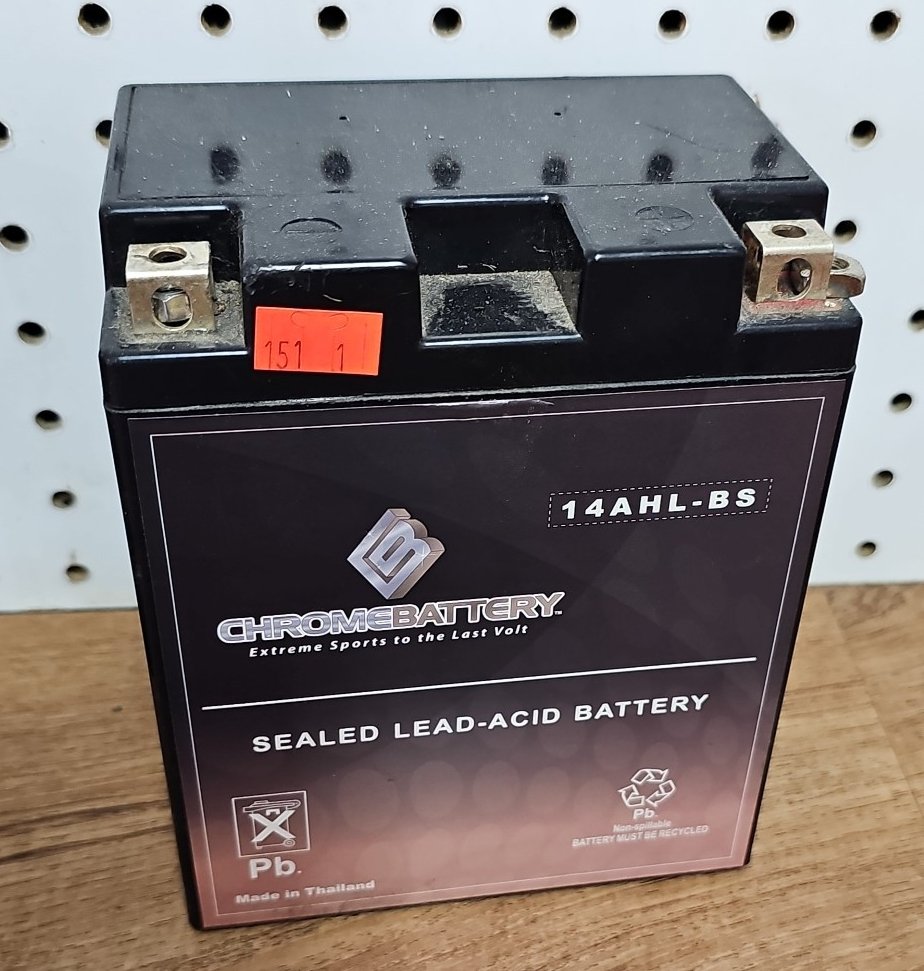 151 1
14AHL-BS
CHROMEBATTERY™
Extreme Sports to the Last Volt
SEALED LEAD-ACID BATTERY
Pb.
Non-spillable
BATTERY MUST BE RECYCLED
Pb.
Made in Thailand